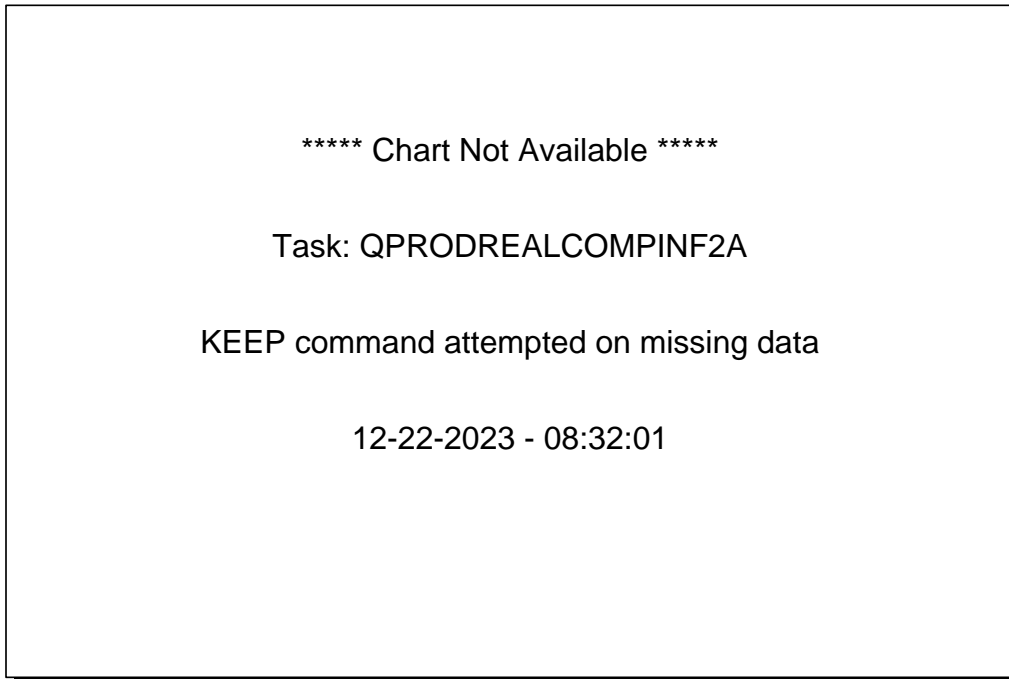 ***** Chart Not Available *****
Task: QPRODREALCOMPINF2A
KEEP command attempted on missing data
12-22-2023 - 08:32:01